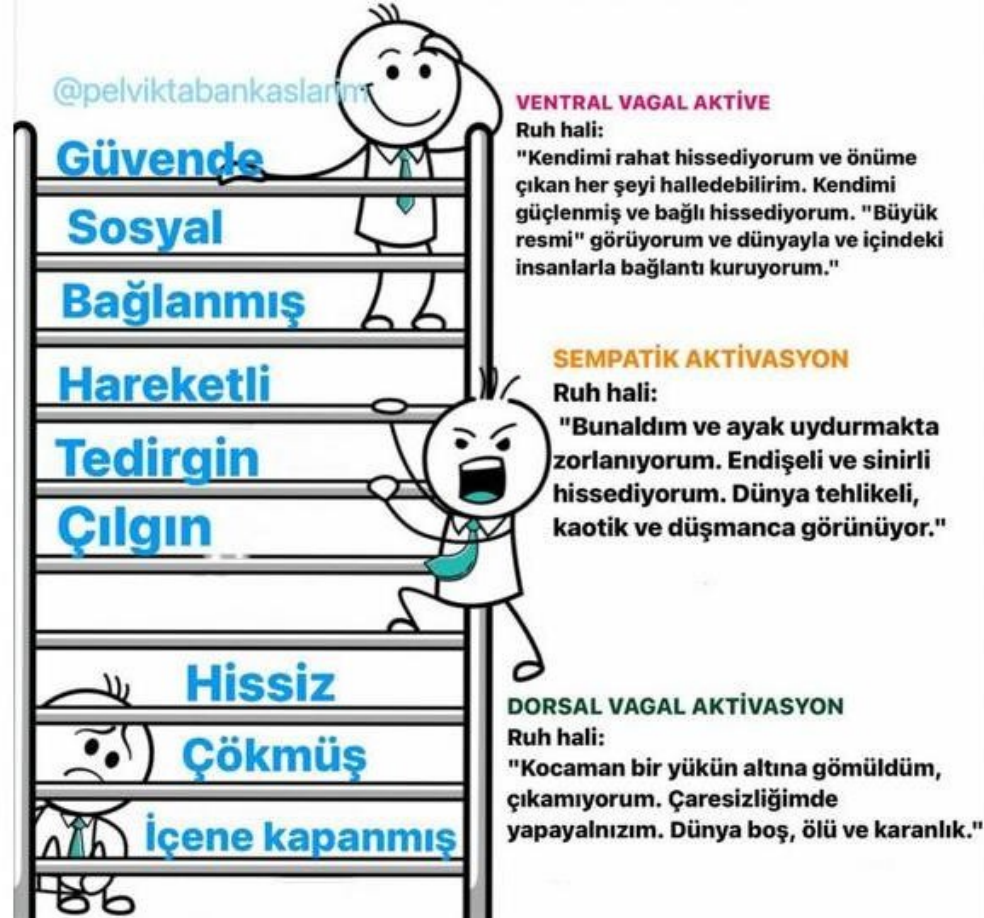 @pelviktabankaslarim
Güvende
Sosyal
Bağlanmış
Hareketli
Tedirgin
Çılgın
Hissiz
Çökmüş
İçene kapanmış
VENTRAL VAGAL AKTİVE
Ruh hali:
"Kendimi rahat hissediyorum ve önüme
çıkan her şeyi halledebilirim. Kendimi
güçlenmiş ve bağlı hissediyorum. "Büyük
resmi" görüyorum ve dünyayla ve içindeki
insanlarla bağlantı kuruyorum."
SEMPATİK AKTİVASYON
Ruh hali:
"Bunaldım ve ayak uydurmakta
zorlanıyorum. Endişeli ve sinirli
hissediyorum. Dünya tehlikeli,
kaotik ve düşmanca görünüyor."
DORSAL VAGAL AKTİVASYON
Ruh hali:
"Kocaman bir yükün altına gömüldüm,
çıkamıyorum. Çaresizliğimde
yapayalnızım. Dünya boş, ölü ve karanlık."